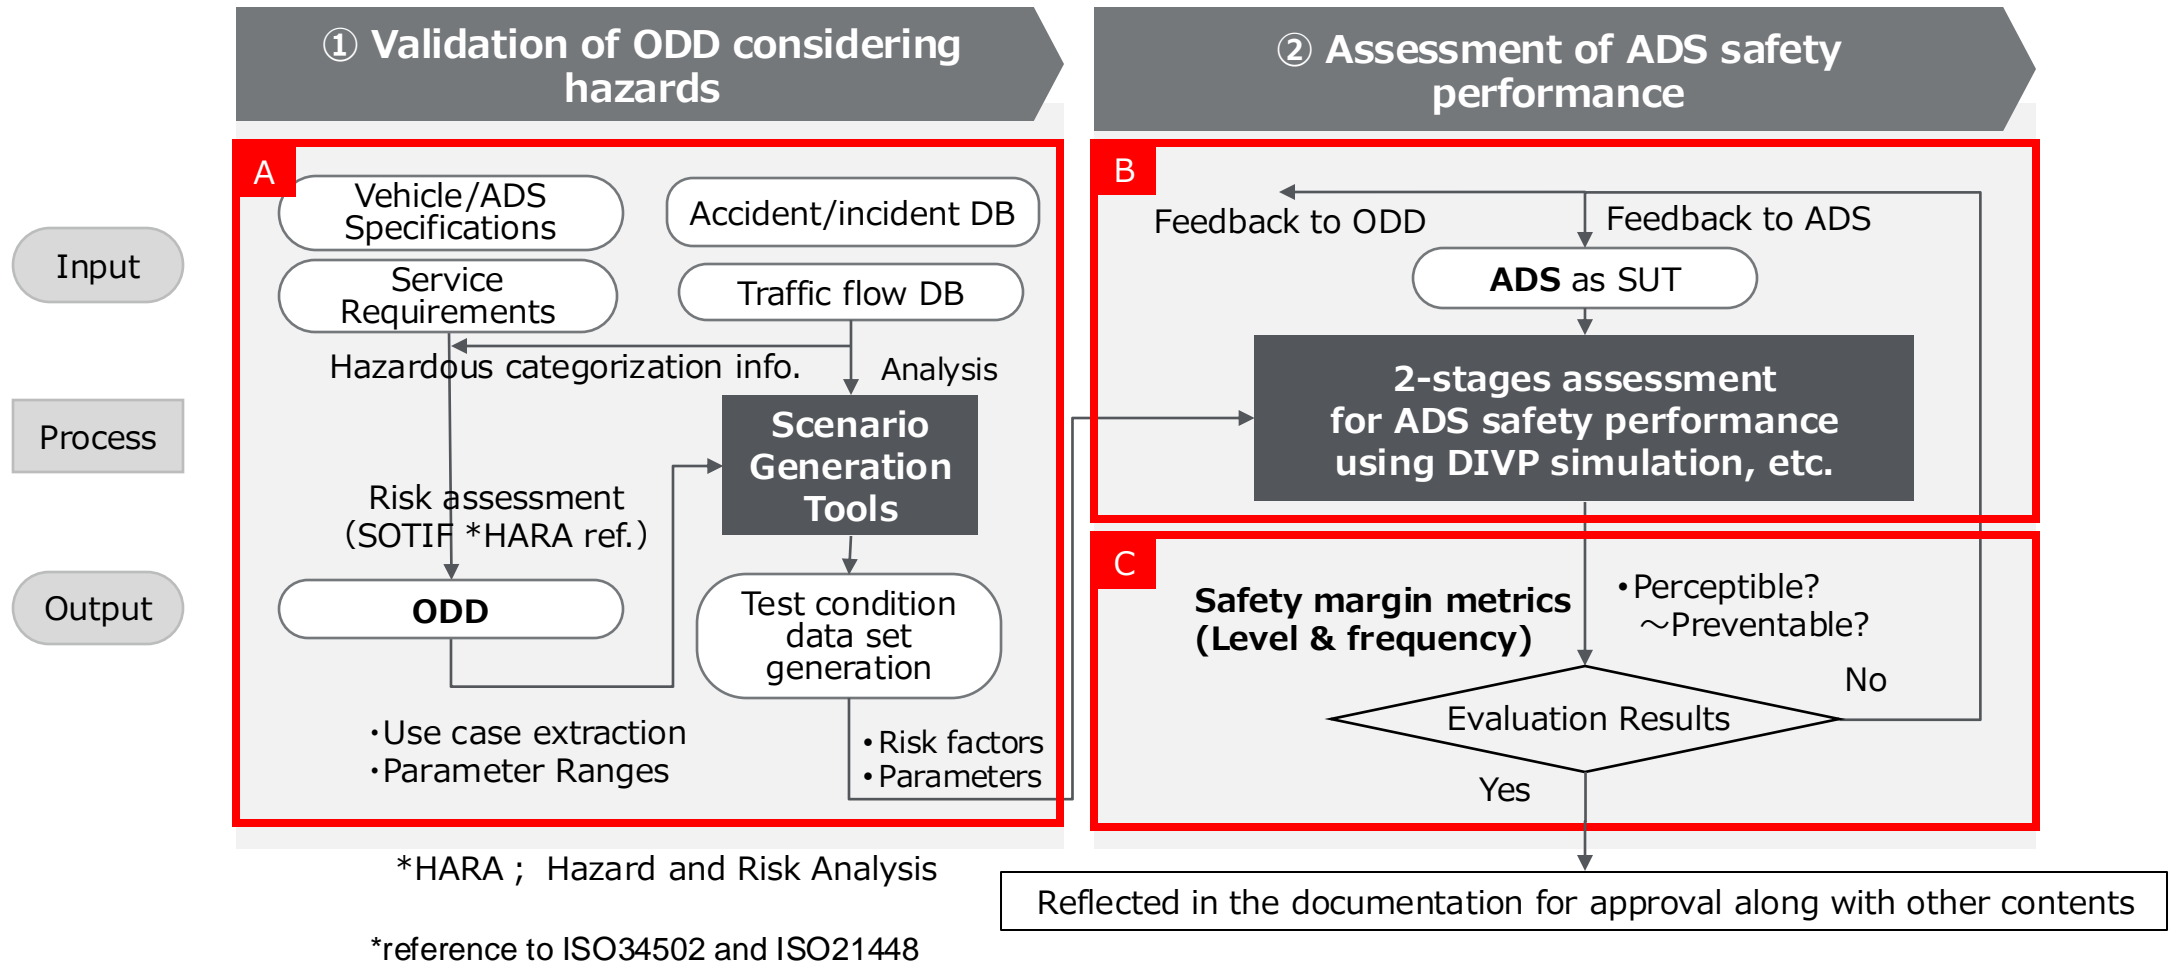 ① Validation of ODD considering
hazards
② Assessment of ADS safety
performance
Input
Process
Output
A
Vehicle/ADS
Specifications
Accident/incident DB
Service
Requirements
Traffic flow DB
Hazardous categorization info.
Analysis
Scenario
Generation
Tools
Risk assessment
(SOTIF *HARA ref.)
ODD
Test condition
data set
generation
・Use case extraction
・Parameter Ranges
・Risk factors
・Parameters
*HARA ; Hazard and Risk Analysis
*reference to ISO34502 and ISO21448
B
Feedback to ODD
Feedback to ADS
ADS as SUT
2-stages assessment
for ADS safety performance
using DIVP simulation, etc.
C
Safety margin metrics
(Level & frequency)
・Perceptible?
～Preventable?
No
Evaluation Results
Yes
Reflected in the documentation for approval along with other contents